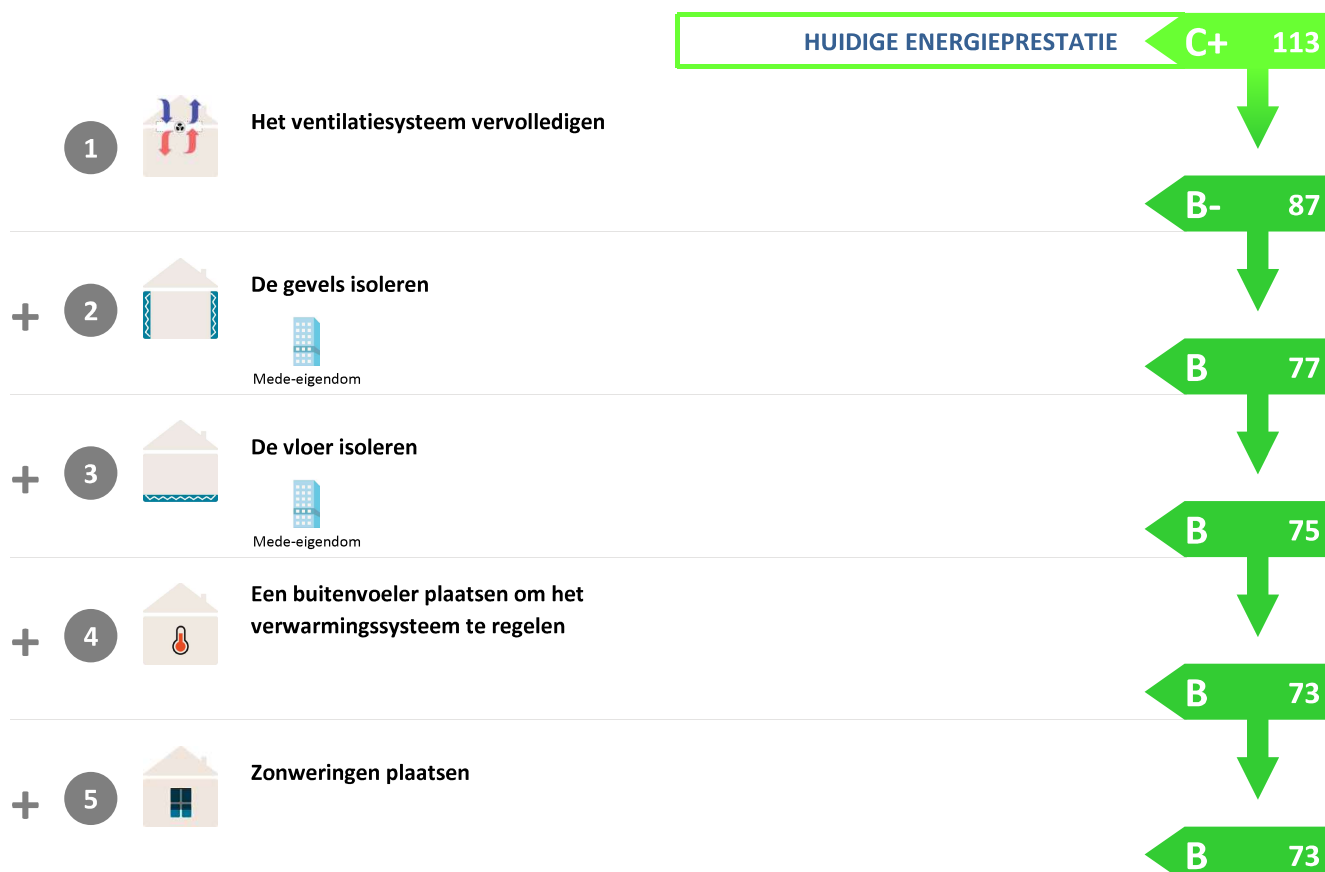 HUIDIGE ENERGIEPRESTATIE C+ 113
1 Het ventilatiesysteem vervolledigen
B- 87
+ 2 De gevels isoleren
Mede-eigendom
B 77
+ 3 De vloer isoleren
Mede-eigendom
B 75
+ 4 Een buitenvoeler plaatsen om het
verwarmingssysteem te regelen
B 73
+ 5 Zonweringen plaatsen
B 73